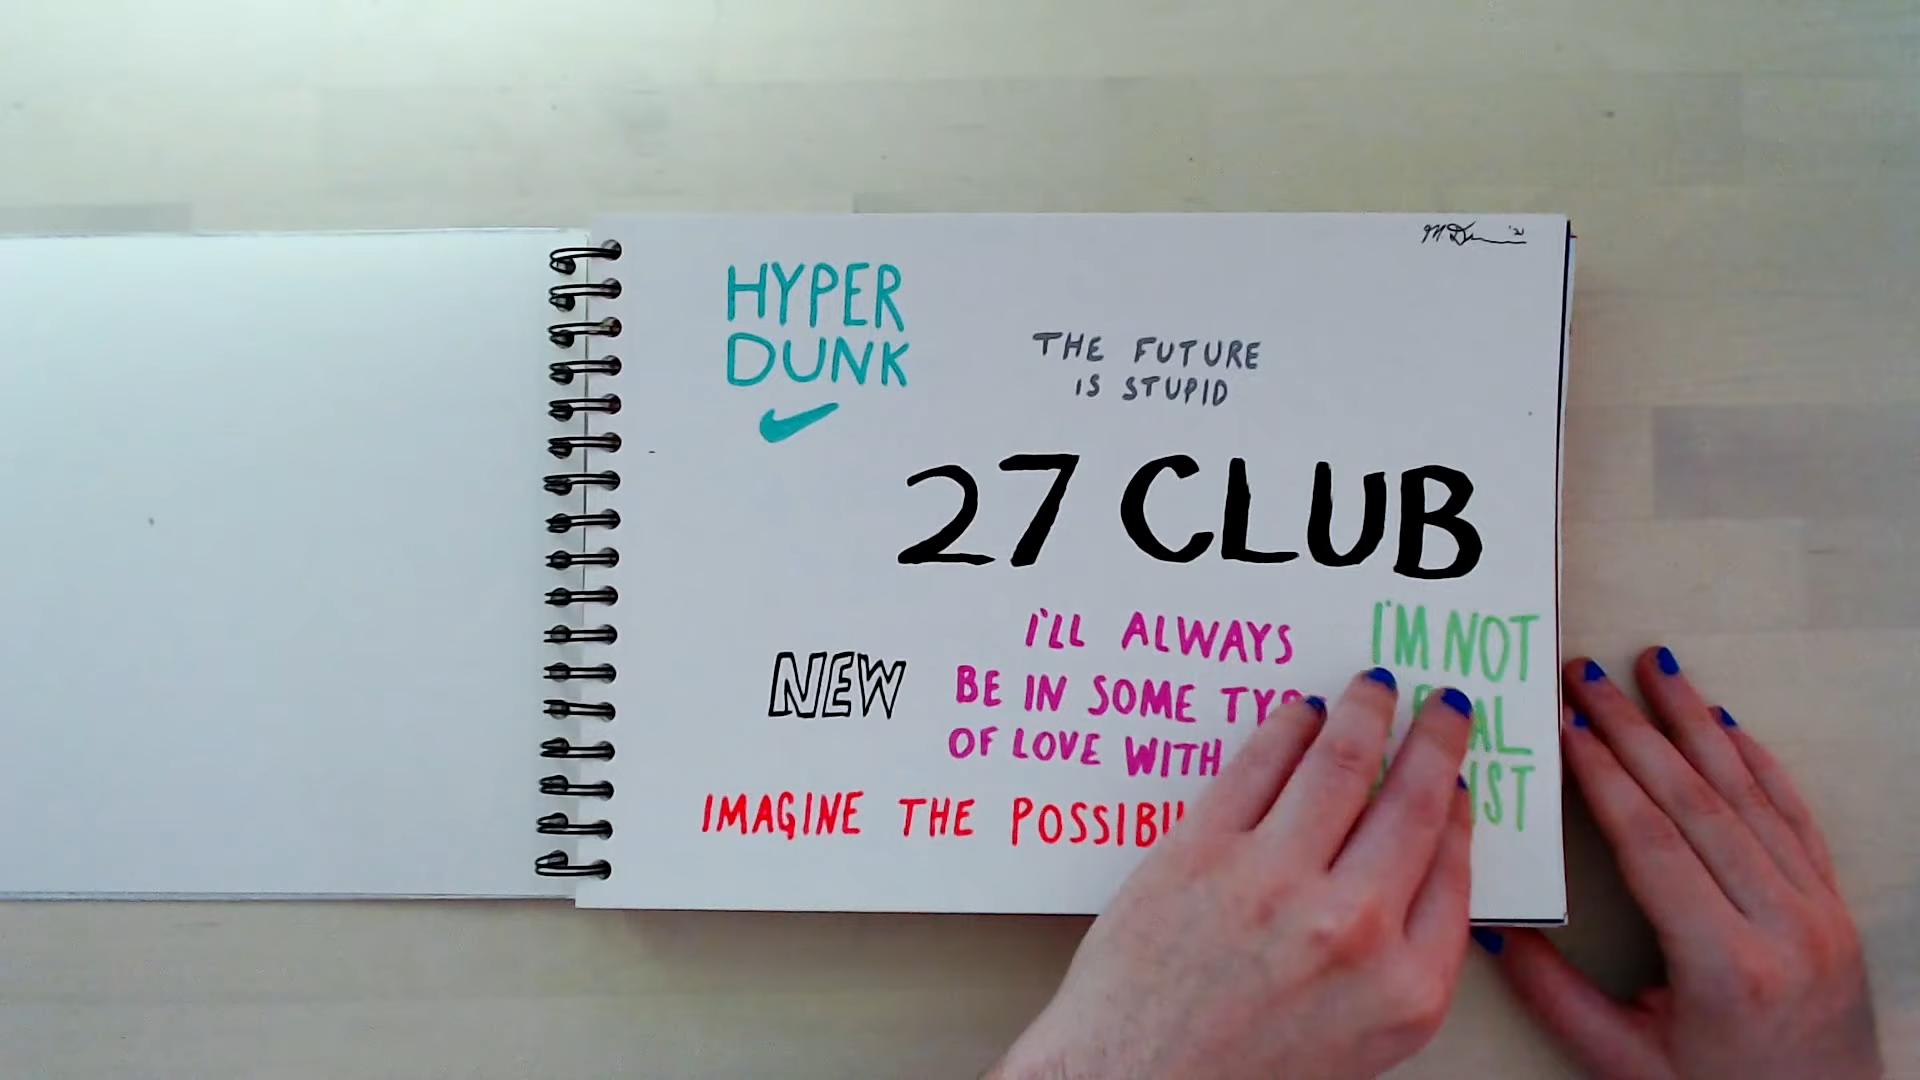 HYPER
DUNK
THE FUTURE
IS STUPID
27 CLUB
NEW
I'LL ALWAYS
BE IN SOME
OF LOVE WITH
I'M NOT
IMAGINE THE